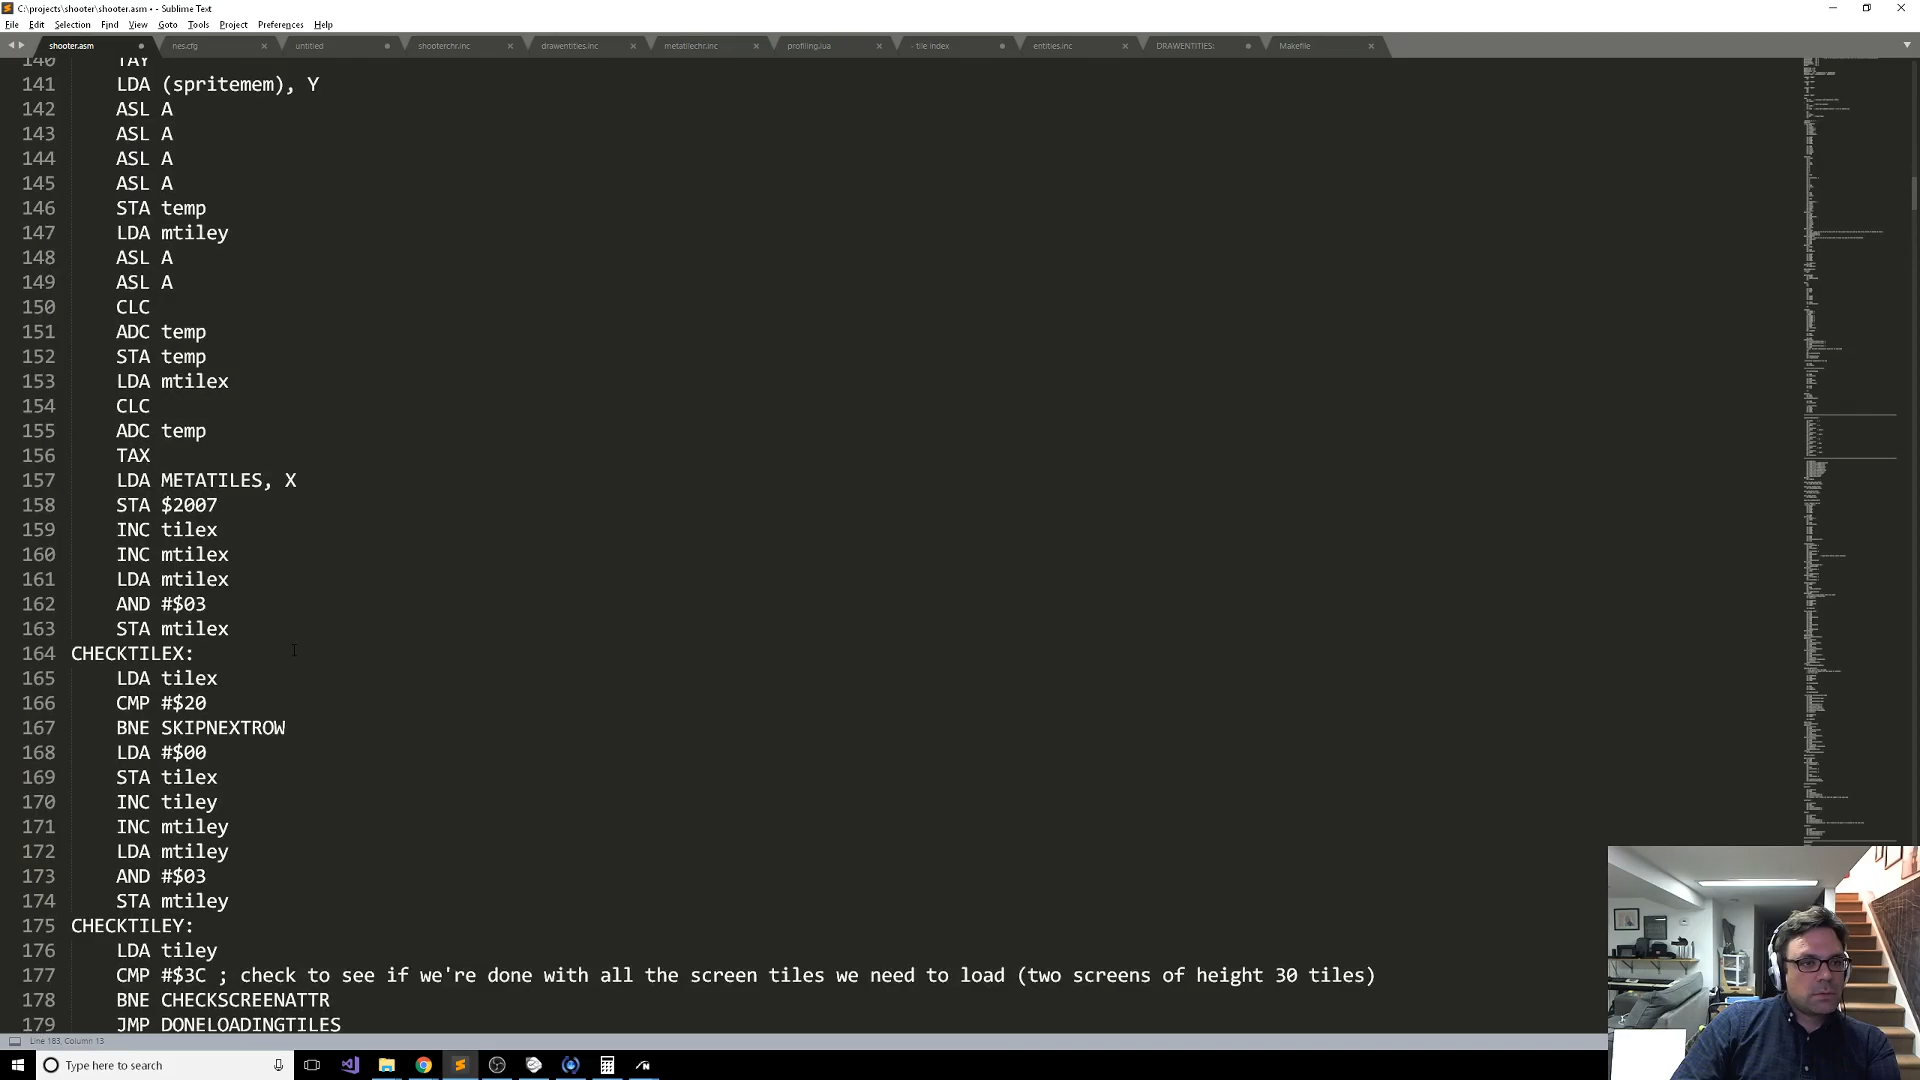 C:\projects\shooter\shooter.asm • - Sublime Text
File Edit Selection Find View Goto Tools Project Preferences Help
shooter.asm nes.cfg untitled shooterchr.inc drawentities.inc metatilechr.inc profiling.lua - tile index entities.inc DRAWENTITIES: Makefile
140 TAY
141 LDA (spritemem), Y
142 ASL A
143 ASL A
144 ASL A
145 ASL A
146 STA temp
147 LDA mtiley
148 ASL A
149 ASL A
150 CLC
151 ADC temp
152 STA temp
153 LDA mtilex
154 CLC
155 ADC temp
156 TAX
157 LDA METATILES, X
158 STA $2007
159 INC tilex
160 INC mtilex
161 LDA mtilex
162 AND #$03
163 STA mtilex
164 CHECKTILEX:
165 LDA tilex
166 CMP #$20
167 BNE SKIPNEXTROW
168 LDA #$00
169 STA tilex
170 INC tiley
171 INC mtiley
172 LDA mtiley
173 AND #$03
174 STA mtiley
175 CHECKTILEY:
176 LDA tiley
177 CMP #$3C ; check to see if we're done with all the screen tiles we need to load (two screens of height 30 tiles)
178 BNE CHECKSCREENATTR
179 JMP DONELOADINGTILES
Line 183, Column 13
Type here to search